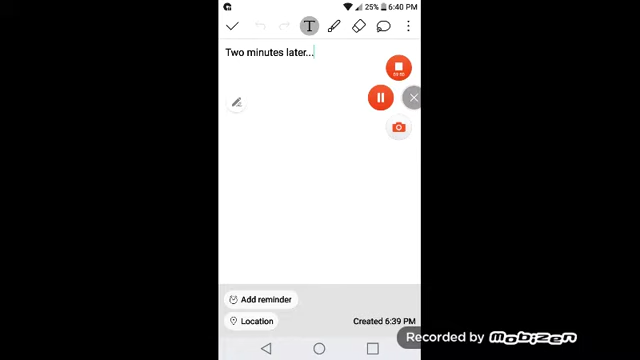 25% 6:40 PM
T
Two minutes later...
Add reminder
Location
Created 6:39 PM
Recorded by Mobizen